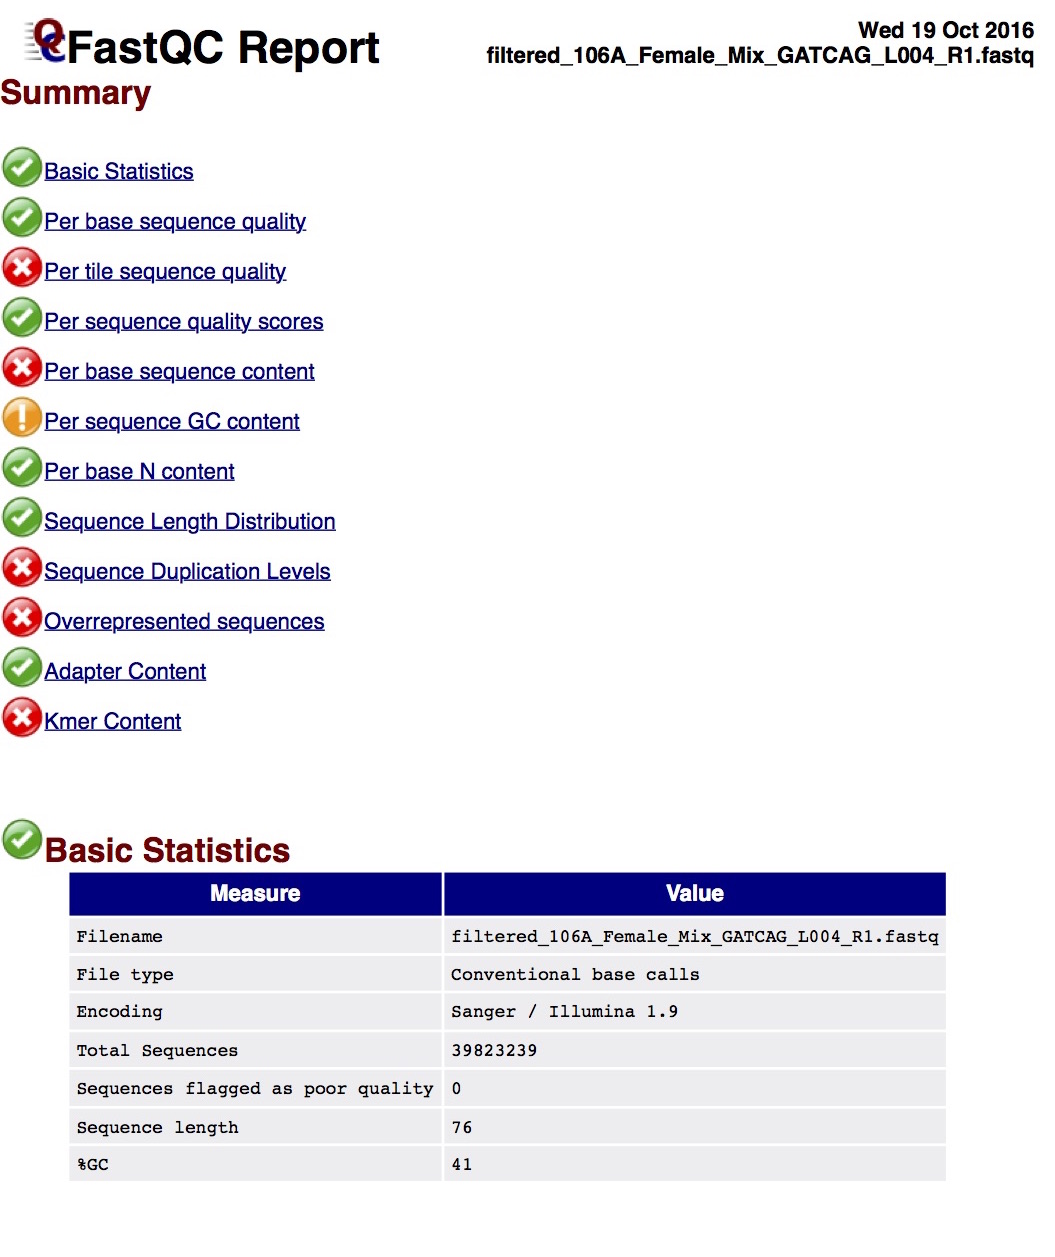 FastQC Report
Wed 19 Oct 2016
filtered_106A_Female_Mix_GATCAG_L004_R1.fastq
Summary
Basic Statistics
Per base sequence quality
Per tile sequence quality
Per sequence quality scores
Per base sequence content
Per sequence GC content
Per base N content
Sequence Length Distribution
Sequence Duplication Levels
Overrepresented sequences
Adapter Content
Kmer Content
Basic Statistics
Measure Value
Filename filtered_106A_Female_Mix_GATCAG_L004_R1.fastq
File type Conventional base calls
Encoding Sanger / Illumina 1.9
Total Sequences 39823239
Sequences flagged as poor quality 0
Sequence length 76
%GC 41